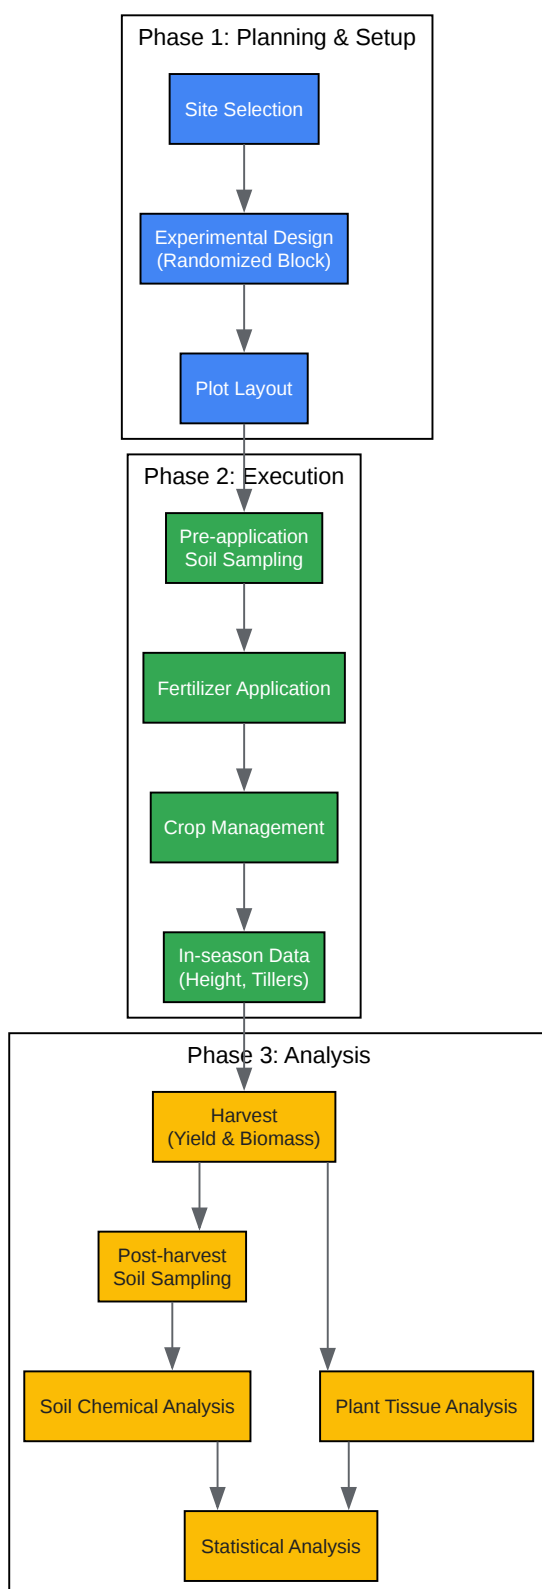 Phase 1: Planning & Setup
Site Selection
Experimental Design
(Randomized Block)
Plot Layout
Phase 2: Execution
Pre-application
Soil Sampling
Fertilizer Application
Crop Management
In-season Data
(Height, Tillers)
Phase 3: Analysis
Harvest
(Yield & Biomass)
Post-harvest
Soil Sampling
Soil Chemical Analysis
Plant Tissue Analysis
Statistical Analysis